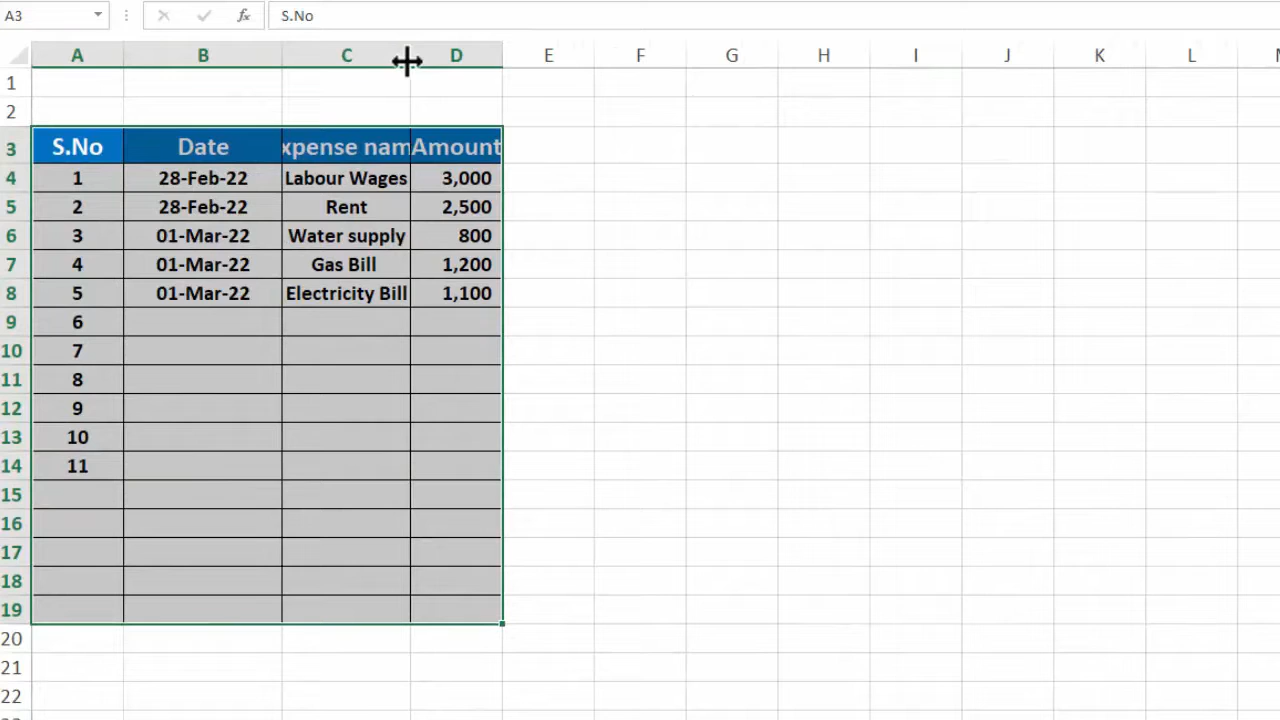 A3 fx S.No
A B C D E F G H I J K L
1
2
3 S.No Date xpense nam Amount
4 1 28-Feb-22 Labour Wages 3,000
5 2 28-Feb-22 Rent 2,500
6 3 01-Mar-22 Water supply 800
7 4 01-Mar-22 Gas Bill 1,200
8 5 01-Mar-22 Electricity Bill 1,100
9 6
10 7
11 8
12 9
13 10
14 11
15
16
17
18
19
20
21
22